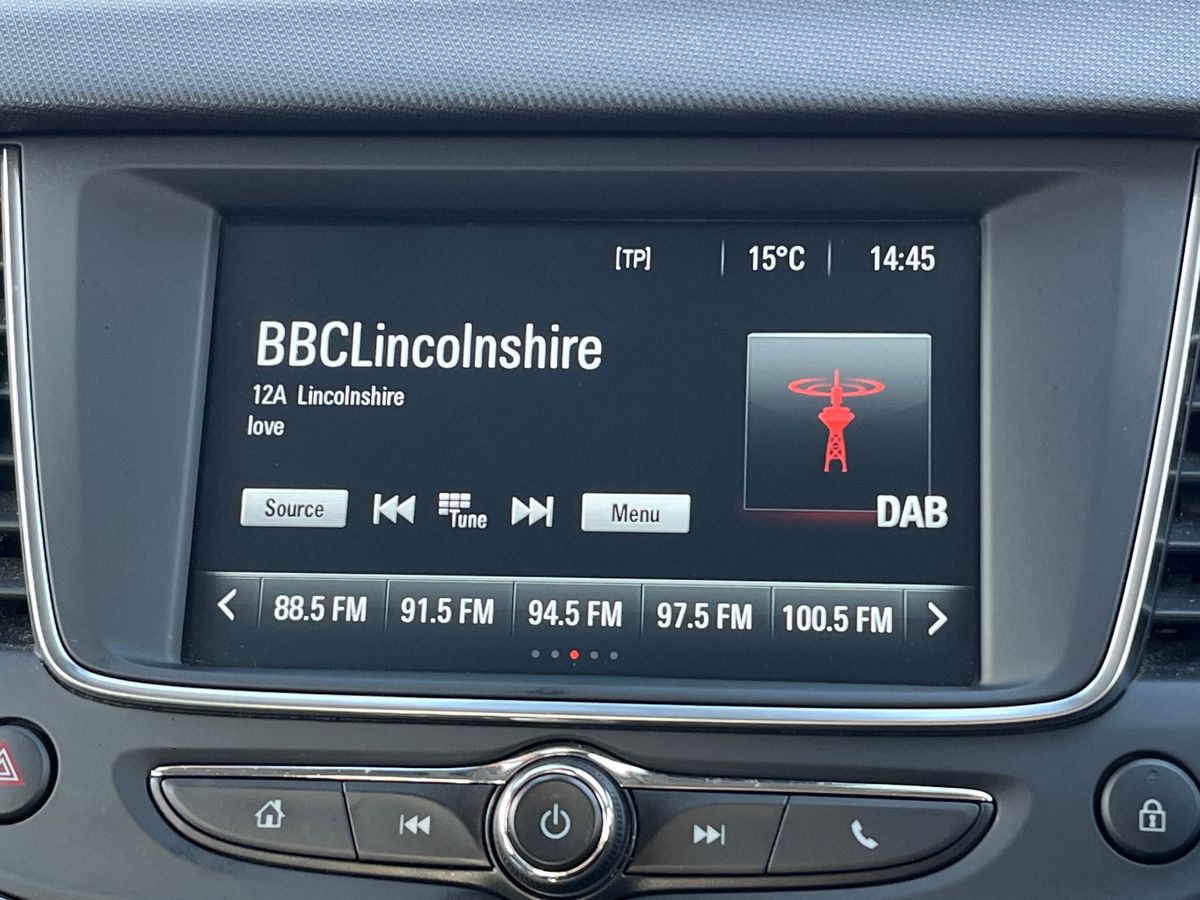 [TP] 15°C 14:45
BBCLincolnshire
12A Lincolnshire
love
Source Tune Menu
DAB
88.5 FM 91.5 FM 94.5 FM 97.5 FM 100.5 FM